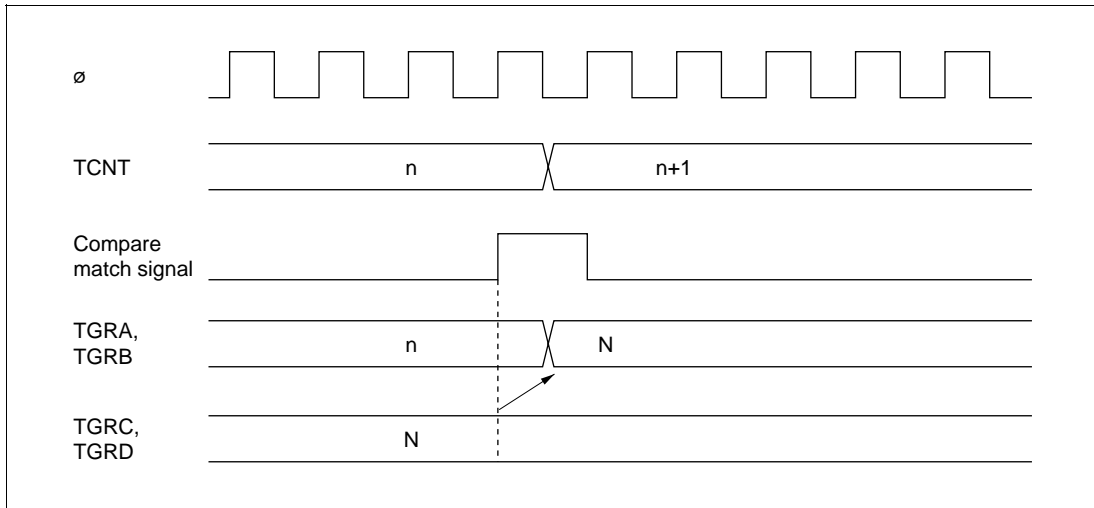 ø
TCNT
n
n+1
Compare
match signal
TGRA,
TGRB
n
N
TGRC,
TGRD
N